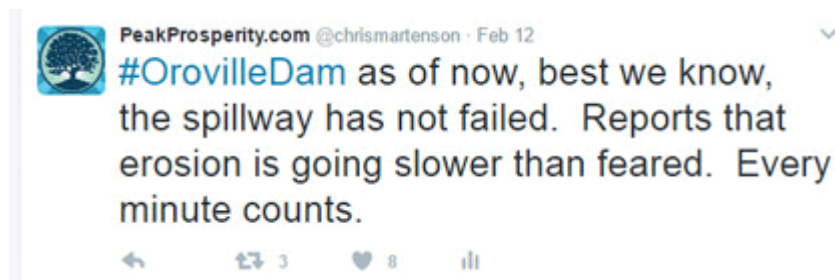 PeakProsperity.com @chrismartenson · Feb 12
#OrovilleDam as of now, best we know,
the spillway has not failed.  Reports that
erosion is going slower than feared.  Every
minute counts.
3 8